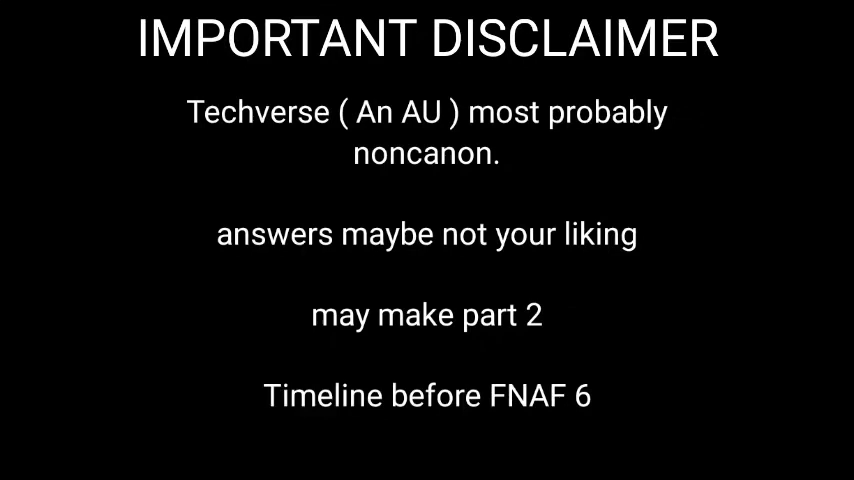 IMPORTANT DISCLAIMER
Techverse ( An AU ) most probably
noncanon.
answers maybe not your liking
may make part 2
Timeline before FNAF 6